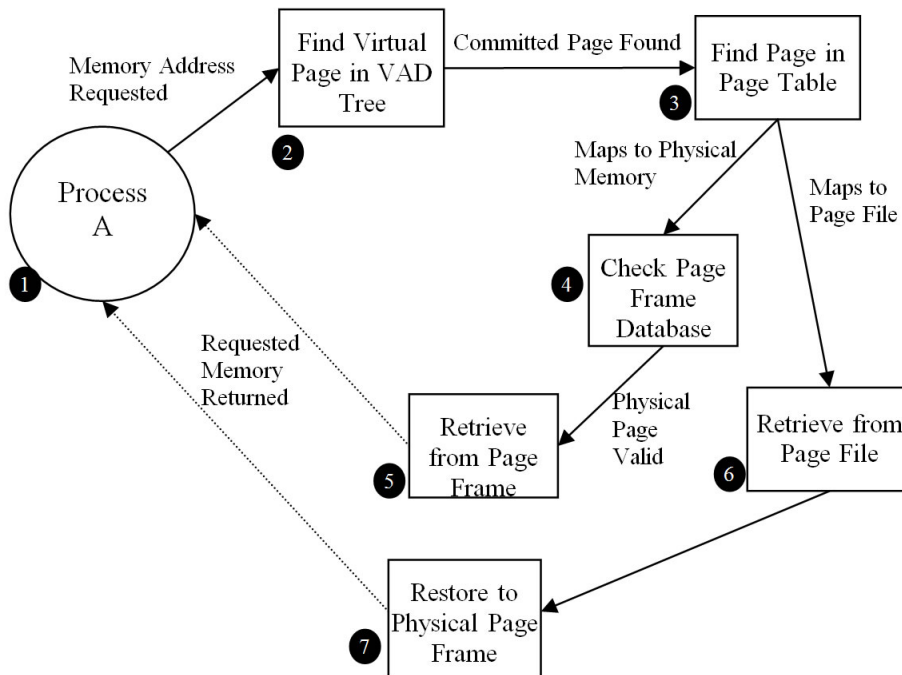 Find Virtual
Page in VAD
Tree
2
Committed Page Found
Find Page in
Page Table
3
Memory Address
Requested
Process
A
1
Maps to Physical
Memory
Maps to
Page File
Check Page
Frame
Database
4
Requested
Memory
Returned
Physical
Page
Valid
Retrieve
from Page
Frame
5
Retrieve from
Page File
6
Restore to
Physical Page
Frame
7